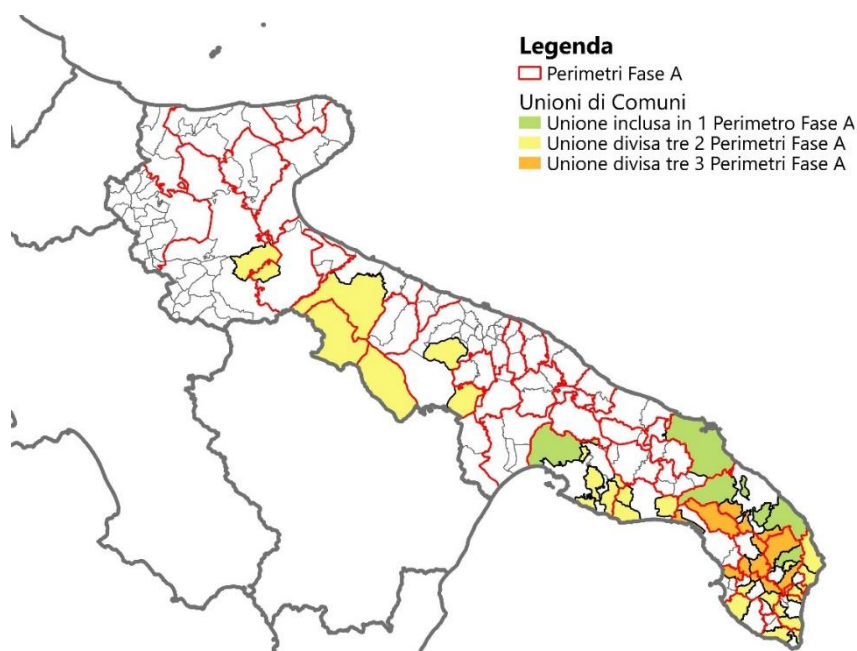 Legenda
Perimetri Fase A
Unioni di Comuni
Unione inclusa in 1 Perimetro Fase A
Unione divisa tre 2 Perimetri Fase A
Unione divisa tre 3 Perimetri Fase A